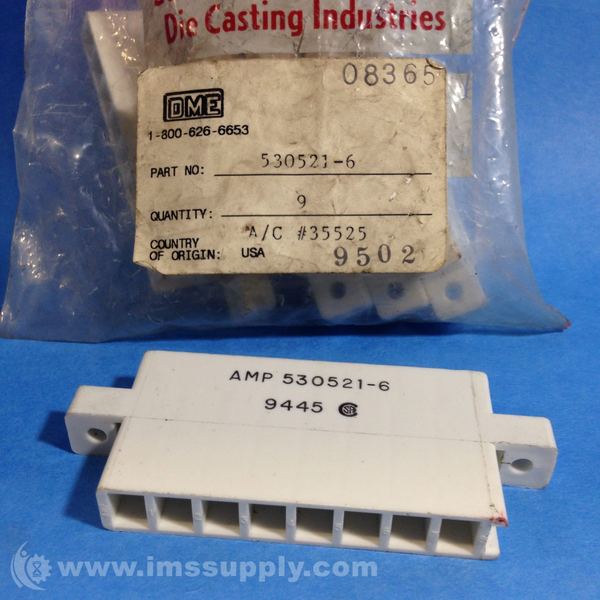 Die Casting Industries
08365
DME
1-800-626-6653
PART NO: 530521-6
QUANTITY: 9
A/C #35525
COUNTRY
OF ORIGIN: USA 9502
AMP 530521-6
9445
www.imssupply.com